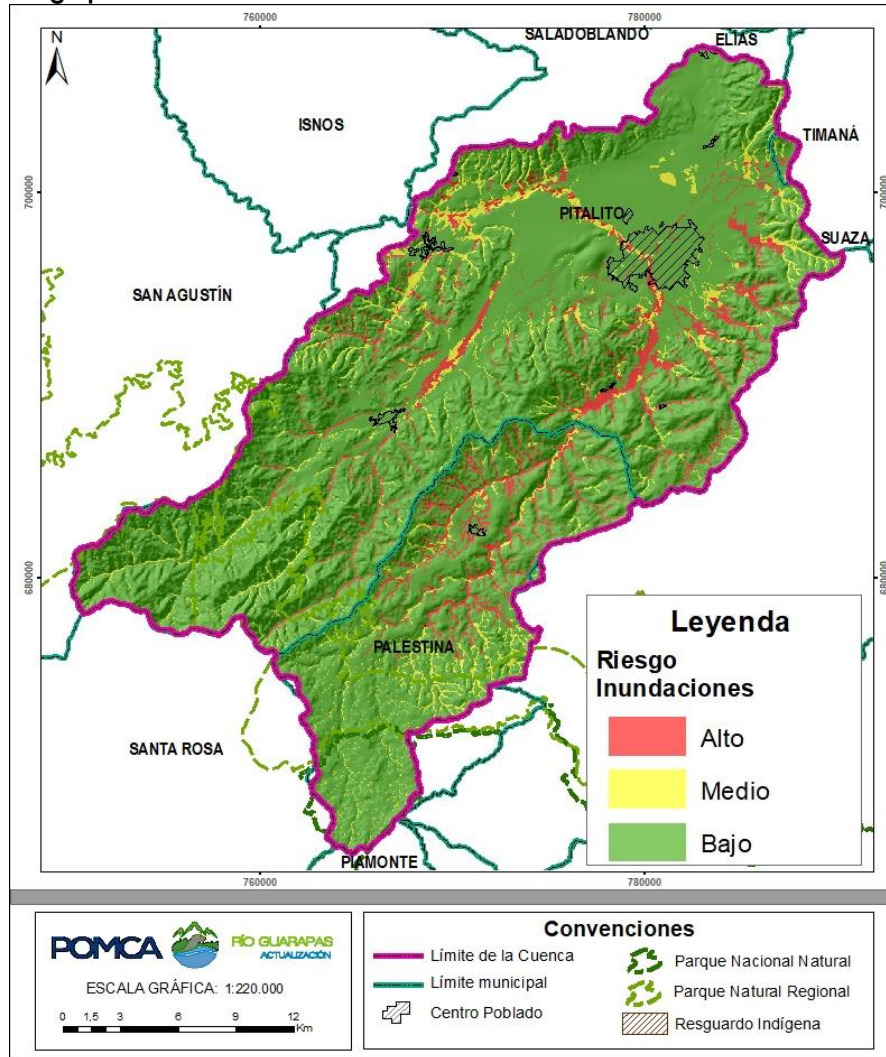 760000
780000
SALADOBLANDO
ELIAS
N
ISNOS
TIMANÁ
700000
700000
PITALITO
SUAZA
SAN AGUSTÍN
680000
680000
PALESTINA
SANTA ROSA
PIAMONTE
Leyenda
Riesgo
Inundaciones
Alto
Medio
Bajo
760000
780000
POMCA
RÍO GUARAPAS
ACTUALIZACIÓN
ESCALA GRÁFICA: 1:220.000
0 1,5 3 6 9 12
Km
Convenciones
Límite de la Cuenca
Límite municipal
Centro Poblado
Parque Nacional Natural
Parque Natural Regional
Resguardo Indígena